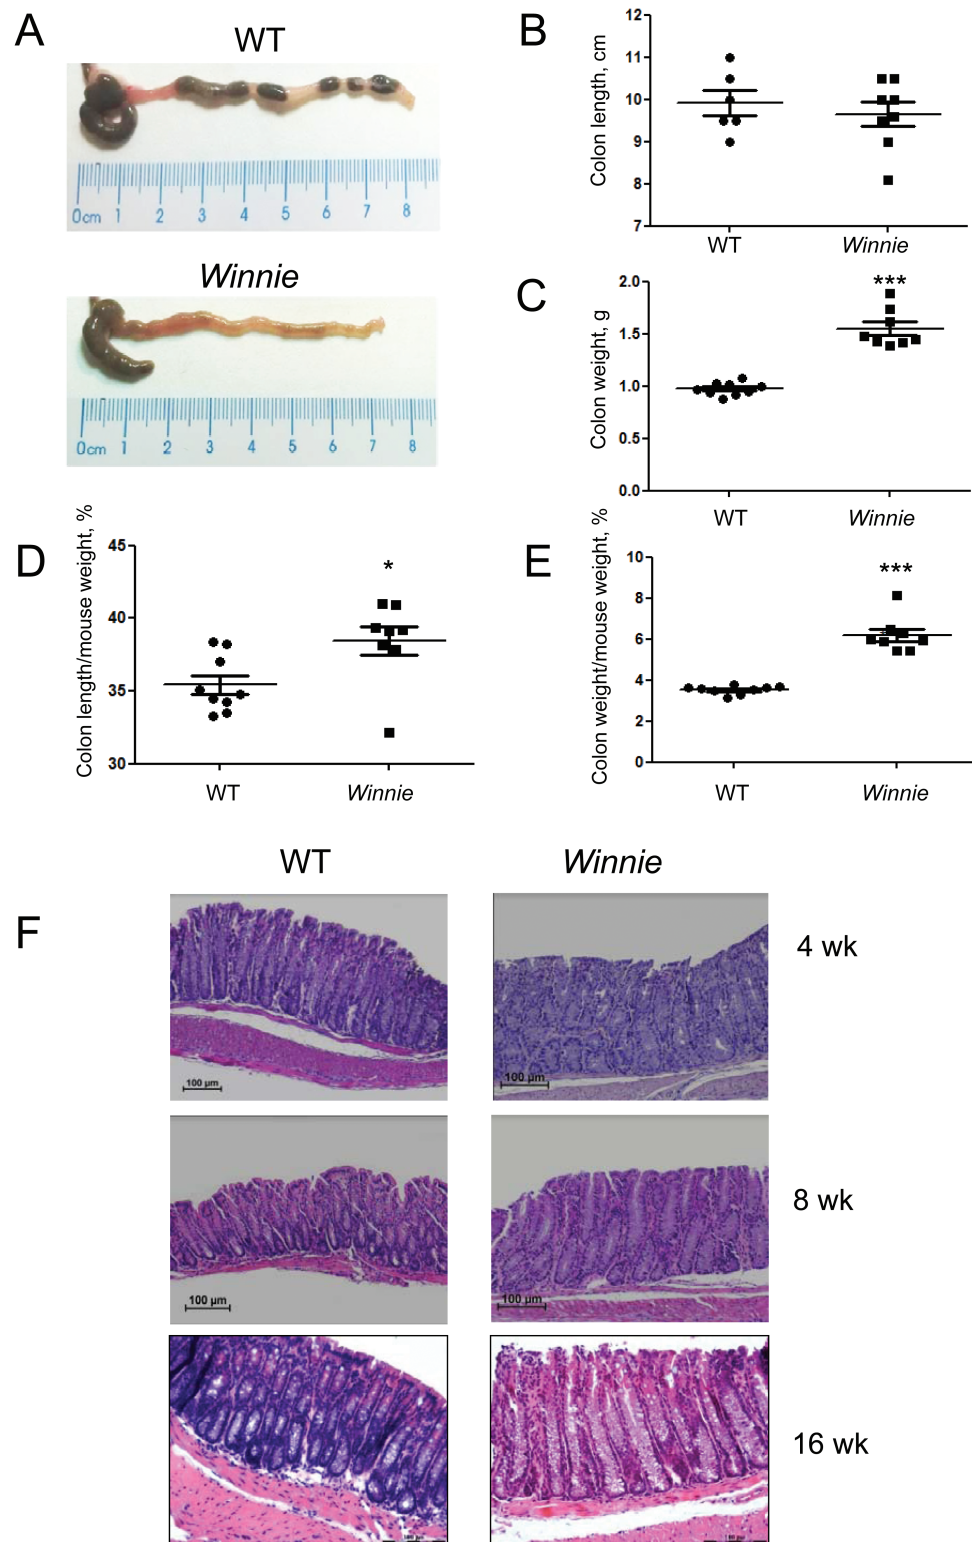 A
WT
0cm 1 2 3 4 5 6 7 8
Winnie
0cm 1 2 3 4 5 6 7 8
B
Colon length, cm
12
11
10
9
8
7
WT Winnie
C
Colon weight, g
2.0
1.5
1.0
0.5
0.0
***
WT Winnie
D
Colon length/mouse weight, %
45
40
35
30
*
WT Winnie
E
Colon weight/mouse weight, %
10
8
6
4
2
0
***
WT Winnie
F
WT Winnie
100 µm
100 µm
4 wk
100 µm
100 µm
8 wk
16 wk